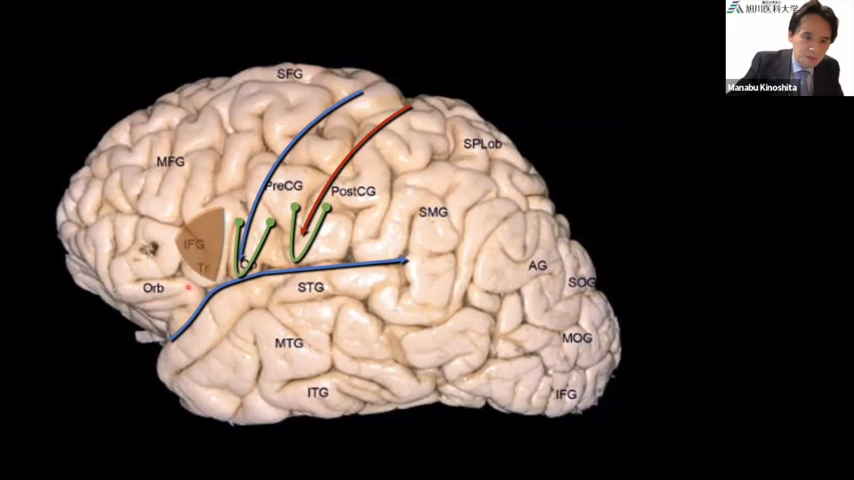 旭川医科大学
Manabu Kinoshita
SFG
MFG
SPLob
PreCG
PostCG
SMG
IFG
Tr
Op
Orb
STG
AG
SOG
MTG
MOG
ITG
IFG